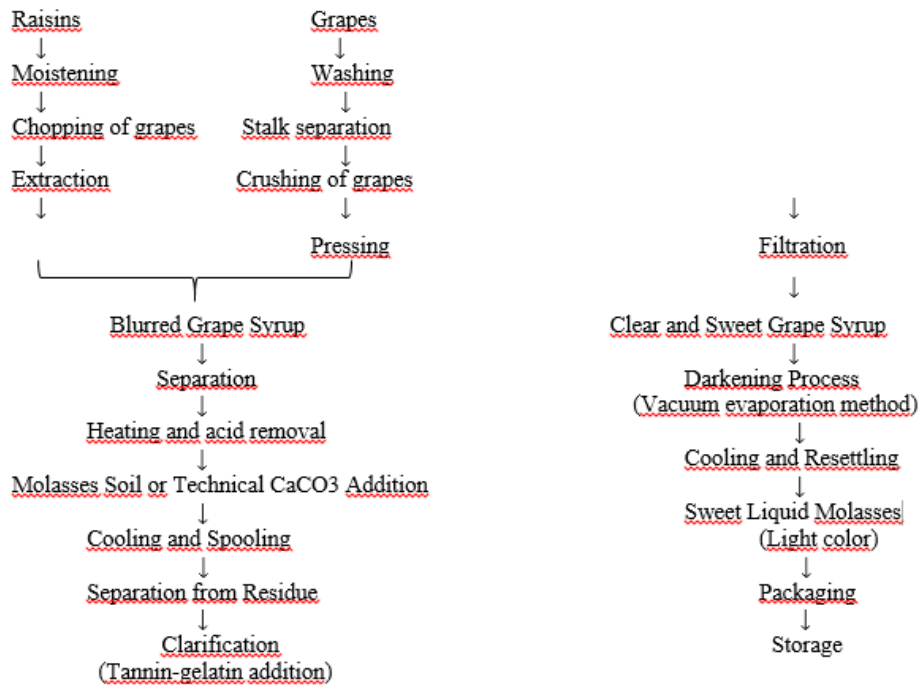 Raisins
Grapes
Moistening
Washing
Chopping of grapes
Stalk separation
Extraction
Crushing of grapes
Pressing
Blurred Grape Syrup
Separation
Heating and acid removal
Molasses Soil or Technical CaCO3 Addition
Cooling and Spooling
Separation from Residue
Clarification
(Tannin-gelatin addition)
Filtration
Clear and Sweet Grape Syrup
Darkening Process
(Vacuum evaporation method)
Cooling and Resettling
Sweet Liquid Molasses
(Light color)
Packaging
Storage